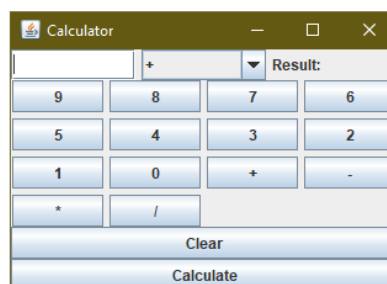 Calculator
+ Result:
9 8 7 6
5 4 3 2
1 0 + -
* /
Clear
Calculate